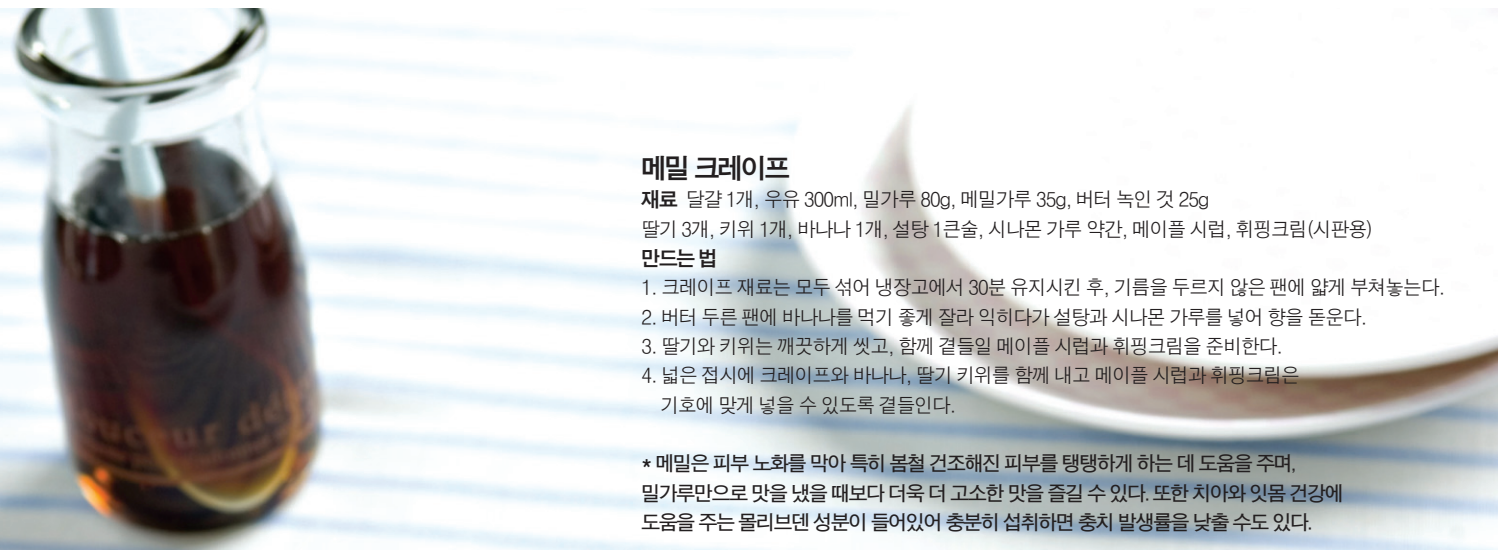 메밀 크레이프
재료 달걀 1개, 우유 300ml, 밀가루 80g, 메밀가루 35g, 버터 녹인 것 25g
딸기 3개, 키위 1개, 바나나 1개, 설탕 1큰술, 시나몬 가루 약간, 메이플 시럽, 휘핑크림(시판용)
만드는 법
1. 크레이프 재료는 모두 섞어 냉장고에서 30분 유지시킨 후, 기름을 두르지 않은 팬에 얇게 부쳐놓는다.
2. 버터 두른 팬에 바나나를 먹기 좋게 잘라 익히다가 설탕과 시나몬 가루를 넣어 향을 돋운다.
3. 딸기와 키위는 깨끗하게 씻고, 함께 곁들일 메이플 시럽과 휘핑크림을 준비한다.
4. 넓은 접시에 크레이프와 바나나, 딸기 키위를 함께 내고 메이플 시럽과 휘핑크림은
기호에 맞게 넣을 수 있도록 곁들인다.
* 메밀은 피부 노화를 막아 특히 봄철 건조해진 피부를 탱탱하게 하는 데 도움을 주며,
밀가루만으로 맛을 냈을 때보다 더욱 더 고소한 맛을 즐길 수 있다. 또한 치아와 잇몸 건강에
도움을 주는 몰리브덴 성분이 들어있어 충분히 섭취하면 충치 발생률을 낮출 수도 있다.